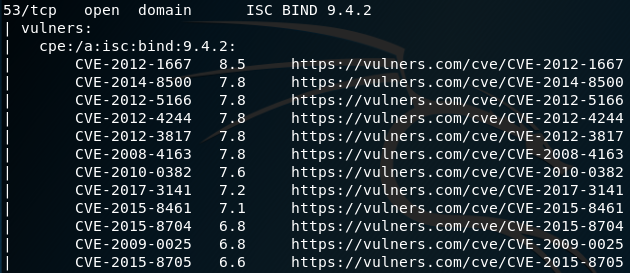 53/tcp   open  domain      ISC BIND 9.4.2
| vulners:
|   cpe:/a:isc:bind:9.4.2:
|       CVE-2012-1667   8.5     https://vulners.com/cve/CVE-2012-1667
|       CVE-2014-8500   7.8     https://vulners.com/cve/CVE-2014-8500
|       CVE-2012-5166   7.8     https://vulners.com/cve/CVE-2012-5166
|       CVE-2012-4244   7.8     https://vulners.com/cve/CVE-2012-4244
|       CVE-2012-3817   7.8     https://vulners.com/cve/CVE-2012-3817
|       CVE-2008-4163   7.8     https://vulners.com/cve/CVE-2008-4163
|       CVE-2010-0382   7.6     https://vulners.com/cve/CVE-2010-0382
|       CVE-2017-3141   7.2     https://vulners.com/cve/CVE-2017-3141
|       CVE-2015-8461   7.1     https://vulners.com/cve/CVE-2015-8461
|       CVE-2015-8704   6.8     https://vulners.com/cve/CVE-2015-8704
|       CVE-2009-0025   6.8     https://vulners.com/cve/CVE-2009-0025
|       CVE-2015-8705   6.6     https://vulners.com/cve/CVE-2015-8705